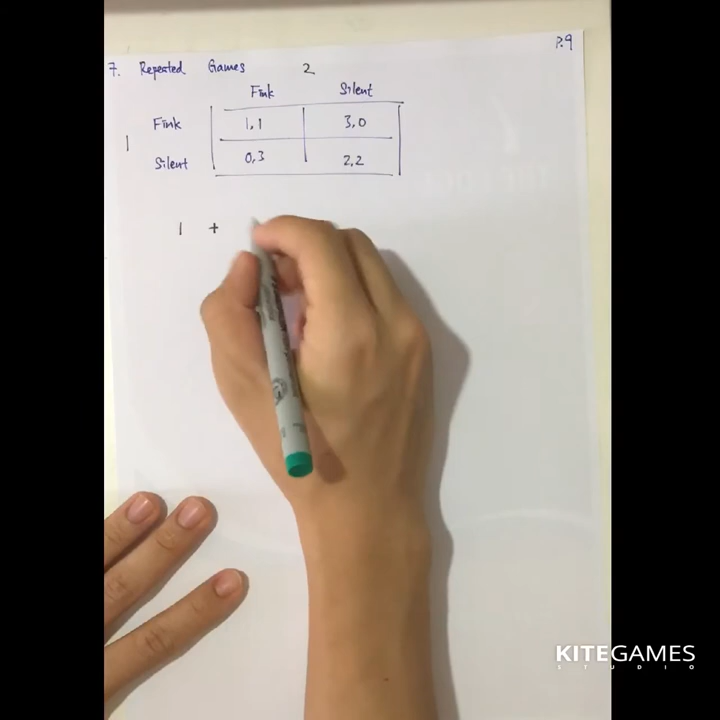 P.9
7. Repeated Games 2
Fink Silent
Fink 1,1 3,0
1
Silent 0,3 2,2
1 +
KITEGAMES
STUDIO